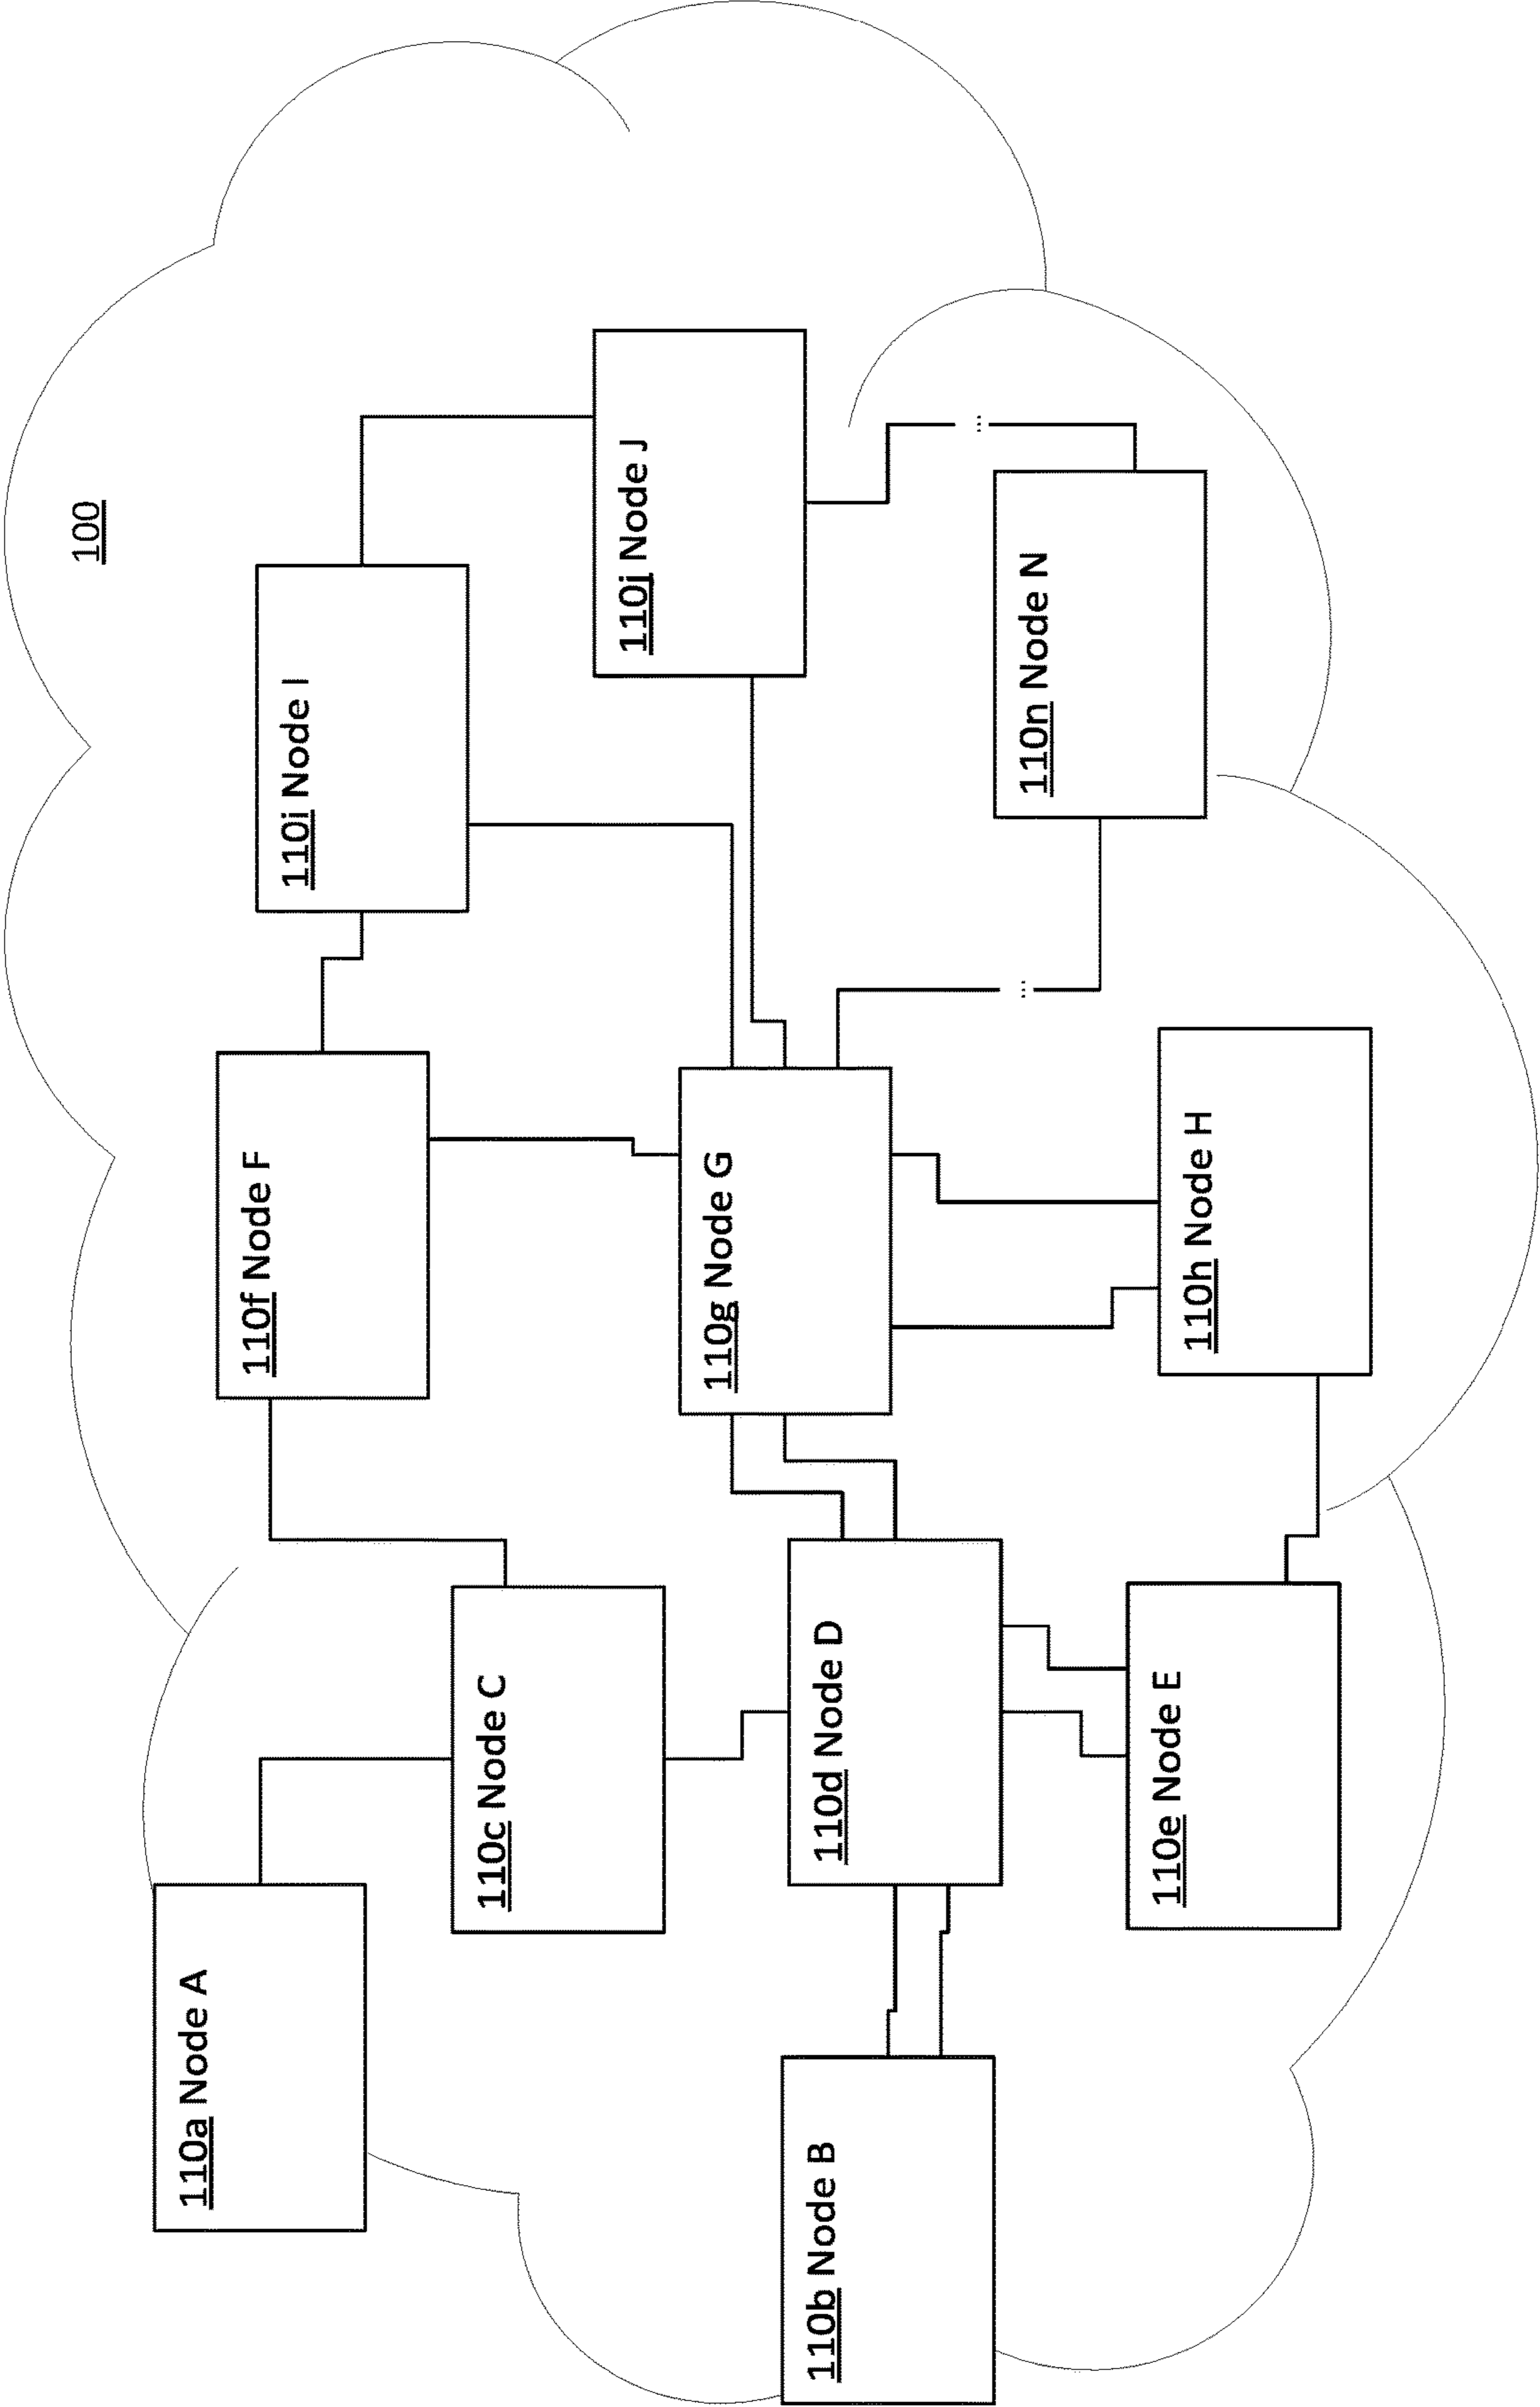 100
110a Node A
110b Node B
110c Node C
110d Node D
110e Node E
110f Node F
110g Node G
110h Node H
110i Node I
110j Node J
110n Node N
...
...